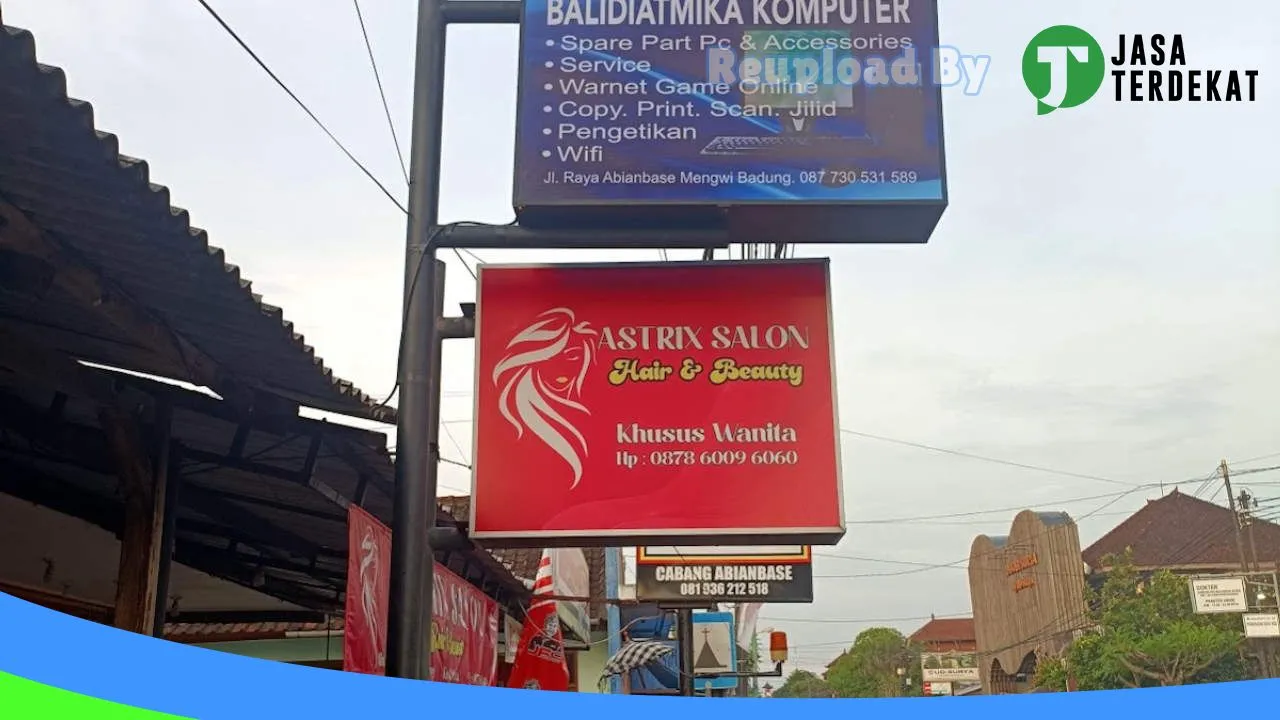 BALIDIATMIKA KOMPUTER
• Spare Part Pc & Accessories
• Service
• Warnet Game Online
• Copy. Print. Scan. Jilid
• Pengetikan
• Wifi
Jl. Raya Abianbase Mengwi Badung. 087 730 531 589
Reupload By
JASA
TERDEKAT
ASTRIX SALON
Hair & Beauty
Khusus Wanita
Hp : 0878 6009 6060
CABANG ABIANBASE
081 936 212 518
DOKTER